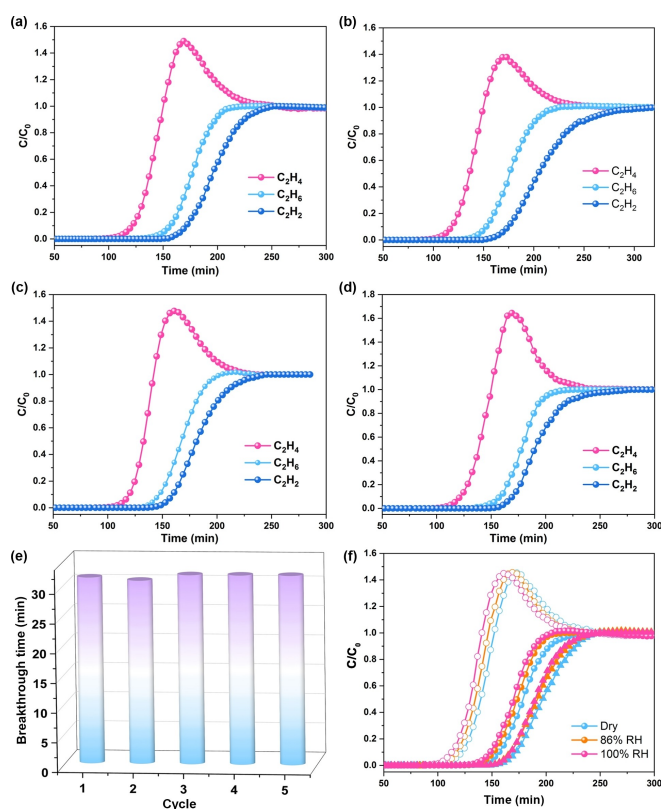 (a)
1.6
1.4
1.2
1.0
0.8
0.6
0.4
0.2
0.0
C/C₀
C₂H₄
C₂H₆
C₂H₂
50 100 150 200 250 300
Time (min)
(b)
1.6
1.4
1.2
1.0
0.8
0.6
0.4
0.2
0.0
C/C₀
C₂H₄
C₂H₆
C₂H₂
50 100 150 200 250 300
Time (min)
(c)
1.6
1.4
1.2
1.0
0.8
0.6
0.4
0.2
0.0
C/C₀
C₂H₄
C₂H₆
C₂H₂
50 100 150 200 250 300
Time (min)
(d)
1.8
1.6
1.4
1.2
1.0
0.8
0.6
0.4
0.2
0.0
C/C₀
C₂H₄
C₂H₆
C₂H₂
50 100 150 200 250 300
Time (min)
(e)
30
25
20
15
10
5
0
Breakthrough time (min)
1 2 3 4 5
Cycle
(f)
1.6
1.4
1.2
1.0
0.8
0.6
0.4
0.2
0.0
C/C₀
Dry
86% RH
100% RH
50 100 150 200 250 300
Time (min)